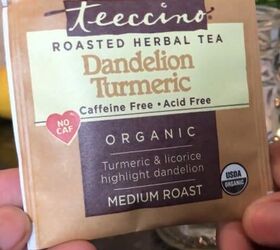 teeccino
ROASTED HERBAL TEA
Dandelion
Turmeric
Caffeine Free • Acid Free
NO
CAF
ORGANIC
Turmeric & licorice
highlight dandelion
MEDIUM ROAST
USDA
ORGANIC